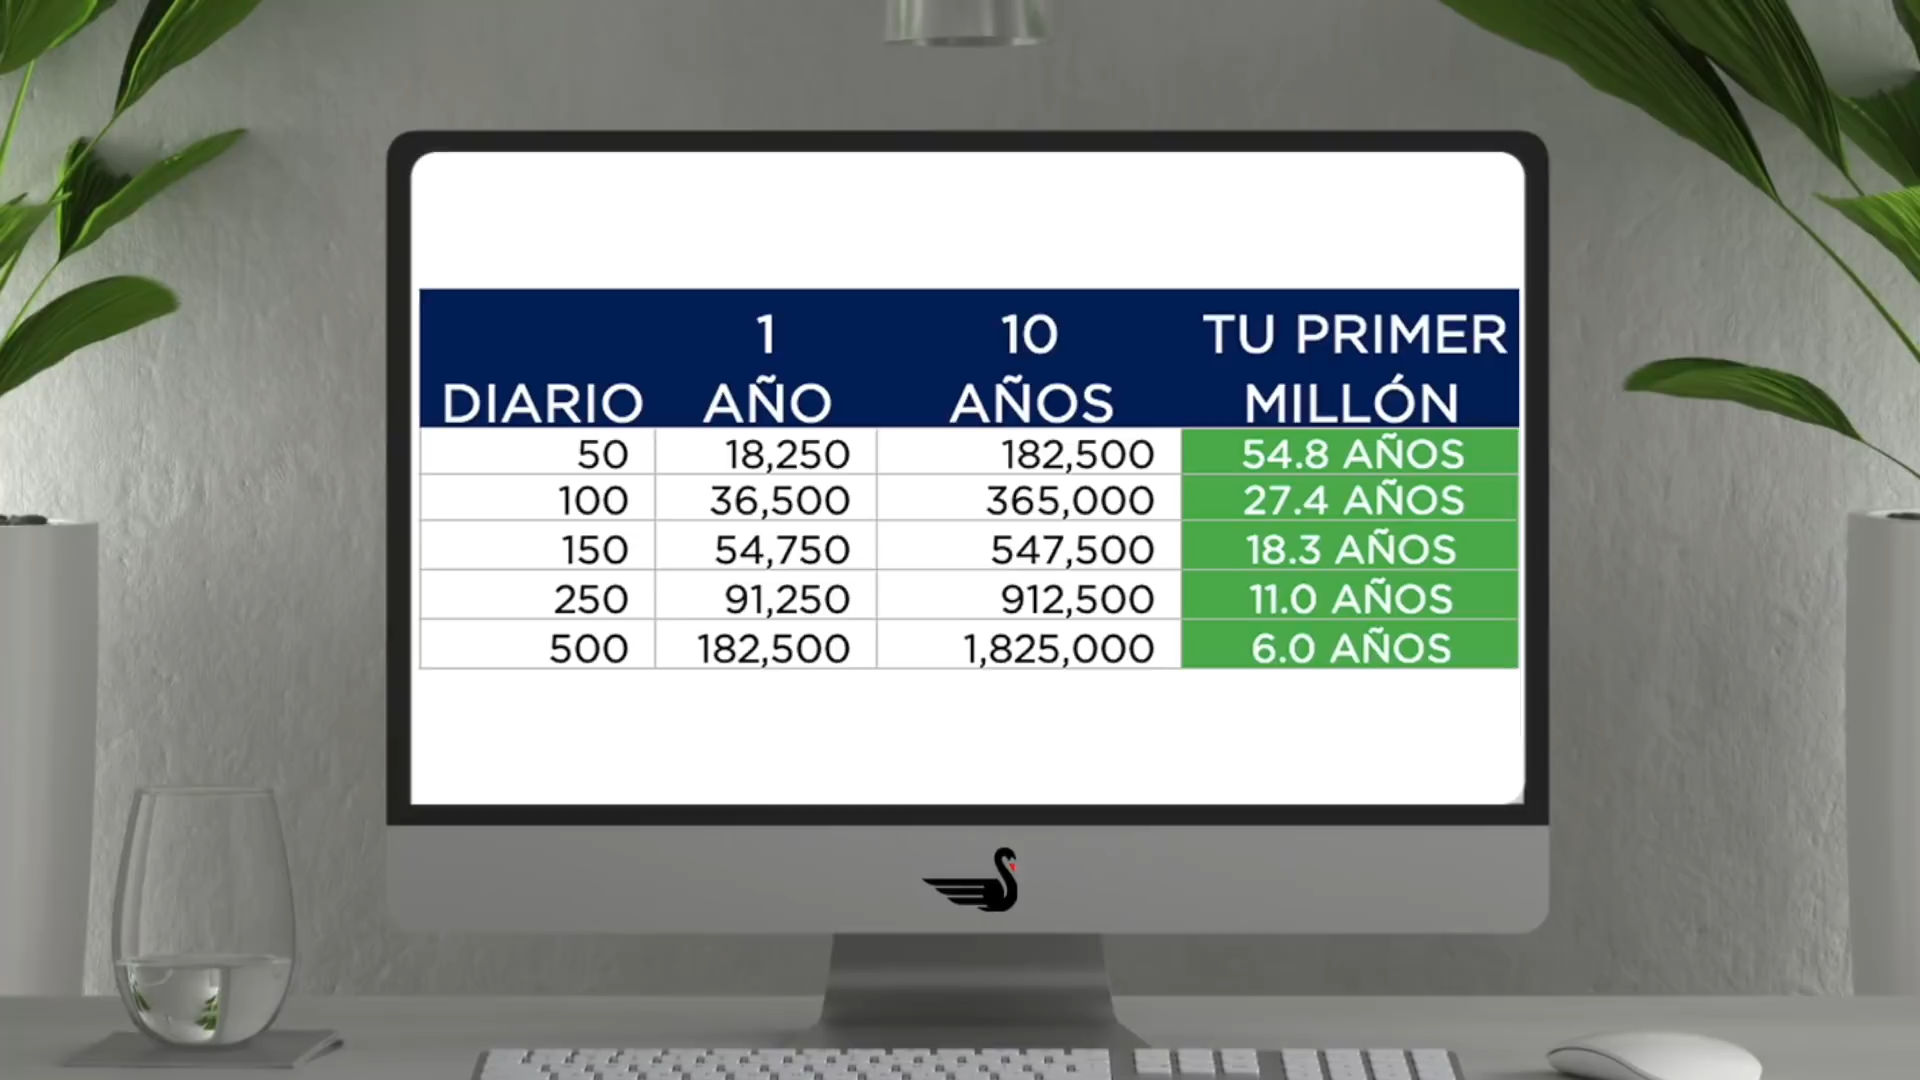 DIARIO 1 AÑO 10 AÑOS TU PRIMER MILLÓN
50 18,250 182,500 54.8 AÑOS
100 36,500 365,000 27.4 AÑOS
150 54,750 547,500 18.3 AÑOS
250 91,250 912,500 11.0 AÑOS
500 182,500 1,825,000 6.0 AÑOS